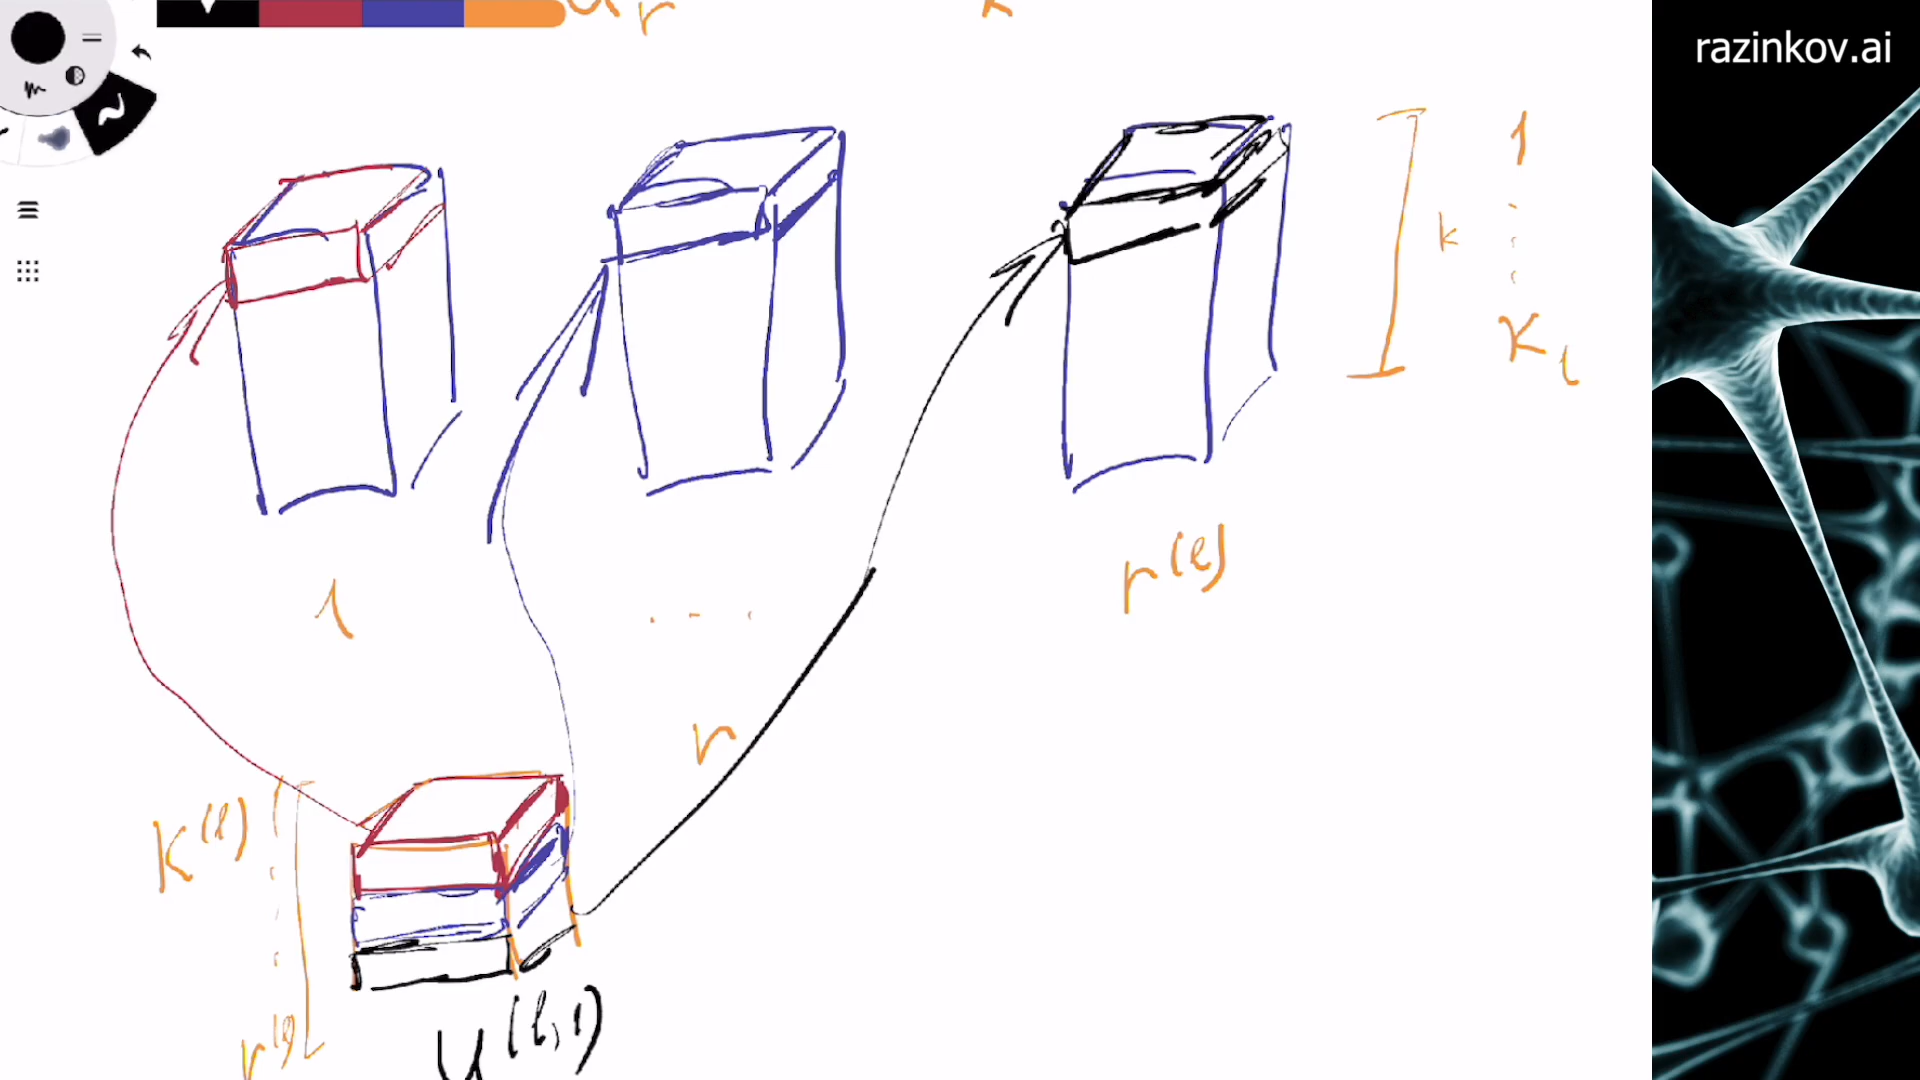 razinkov.ai
r
k
1
k
K_l
1
...
r^(l)
r
K^(l)
r^(l)
U^(l,1)